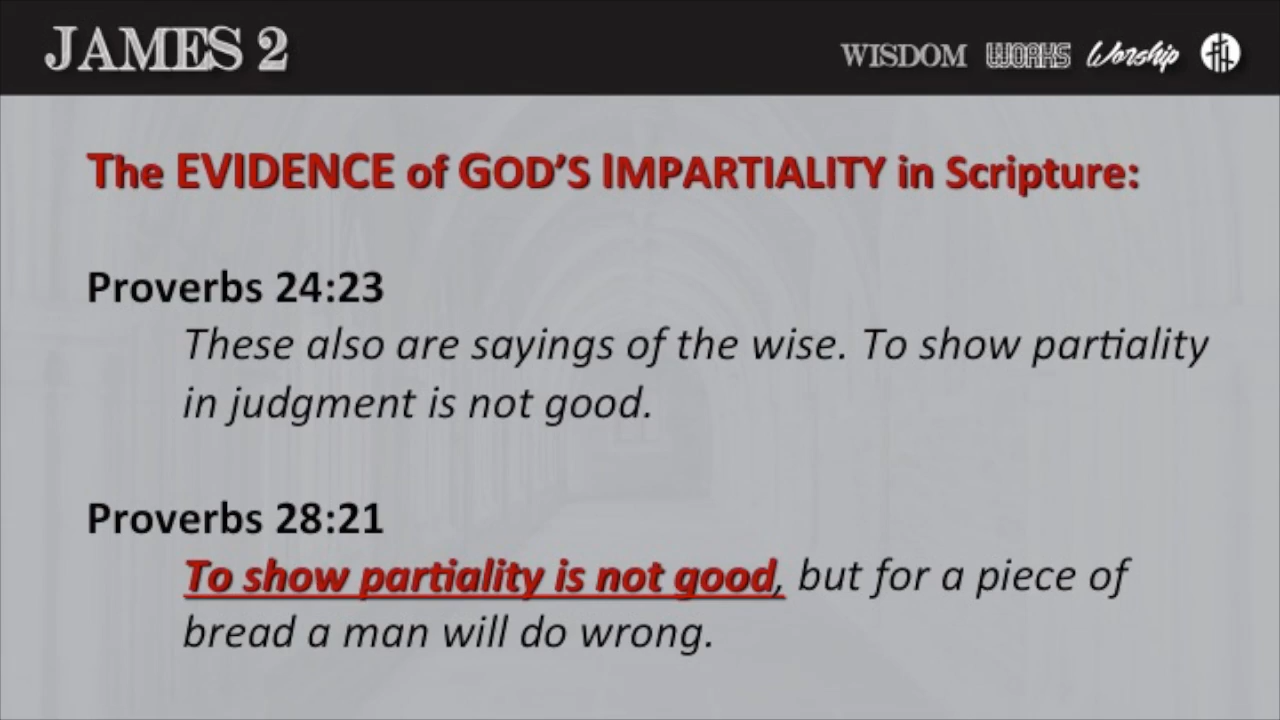 JAMES 2
WISDOM WORKS Worship
The EVIDENCE of GOD’S IMPARTIALITY in Scripture:
Proverbs 24:23
These also are sayings of the wise. To show partiality
in judgment is not good.
Proverbs 28:21
To show partiality is not good, but for a piece of
bread a man will do wrong.